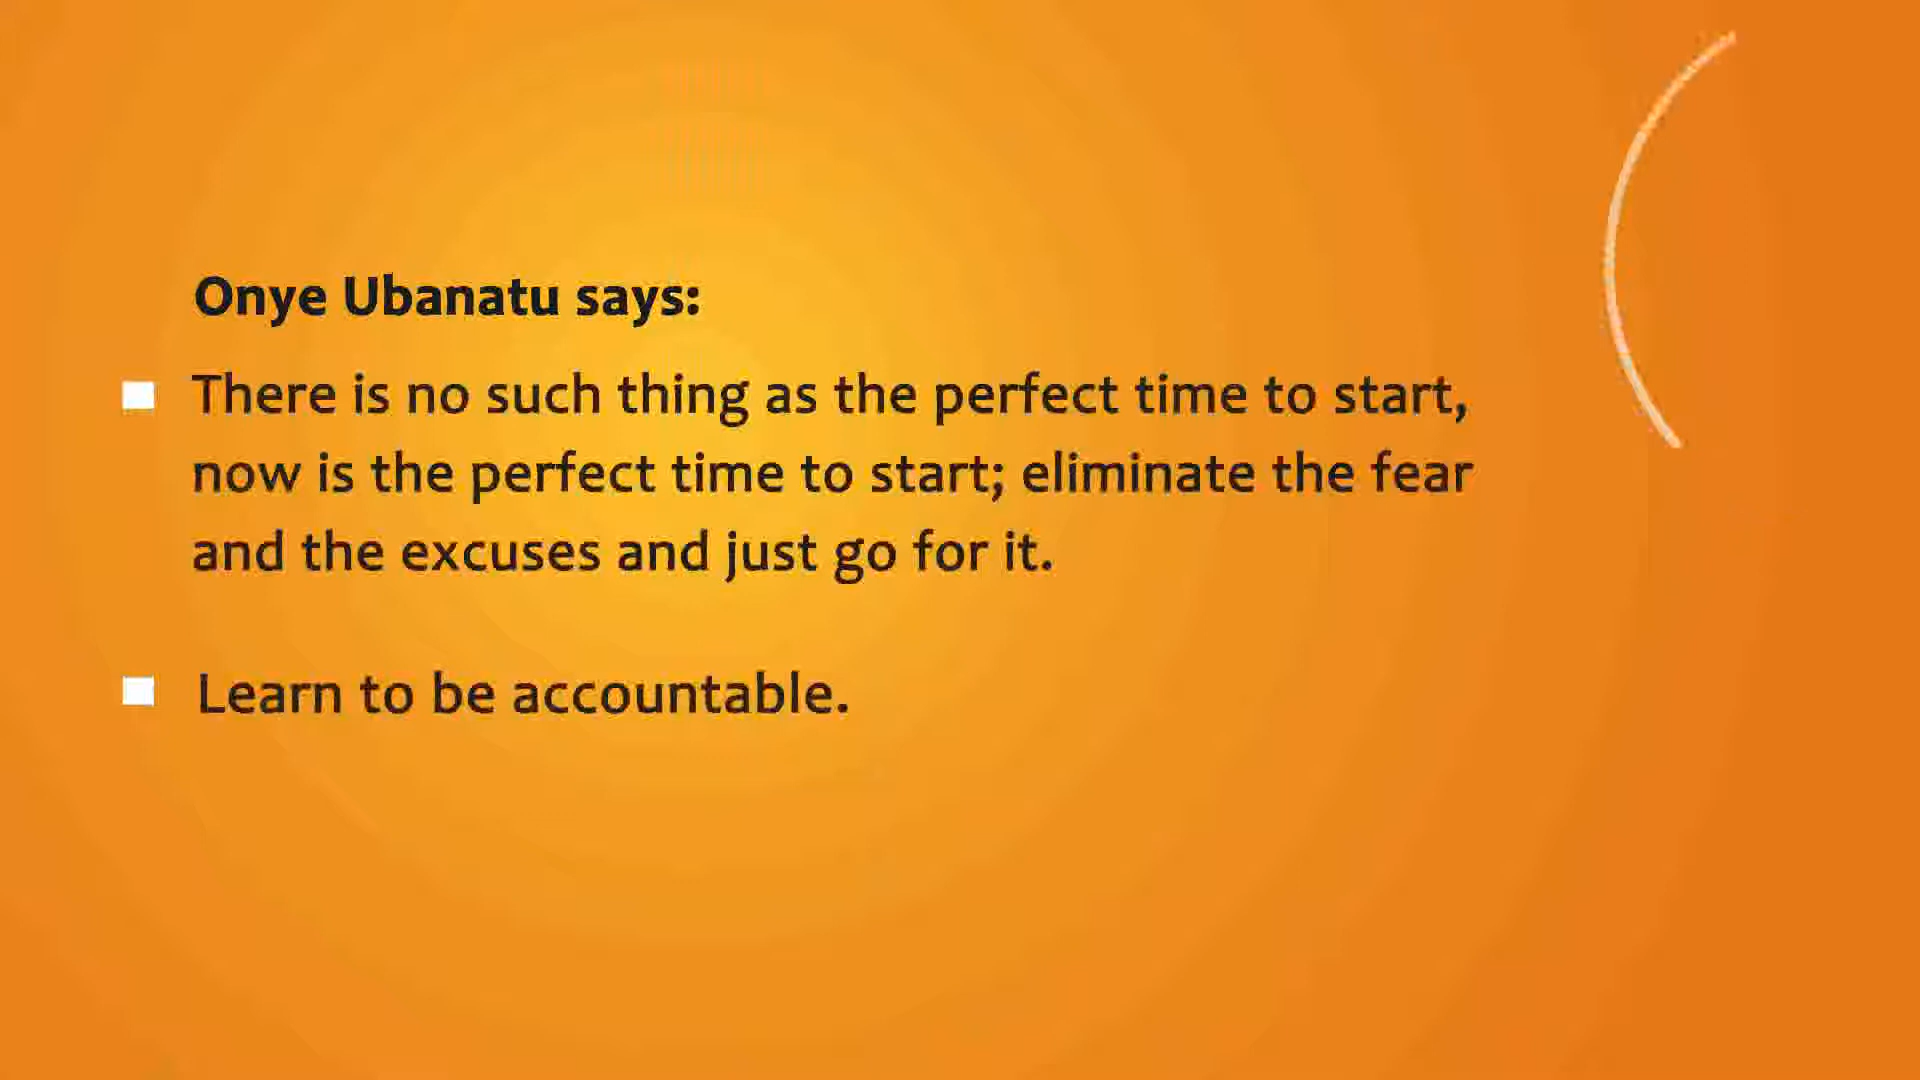 Onye Ubanatu says:
There is no such thing as the perfect time to start,
now is the perfect time to start; eliminate the fear
and the excuses and just go for it.
Learn to be accountable.